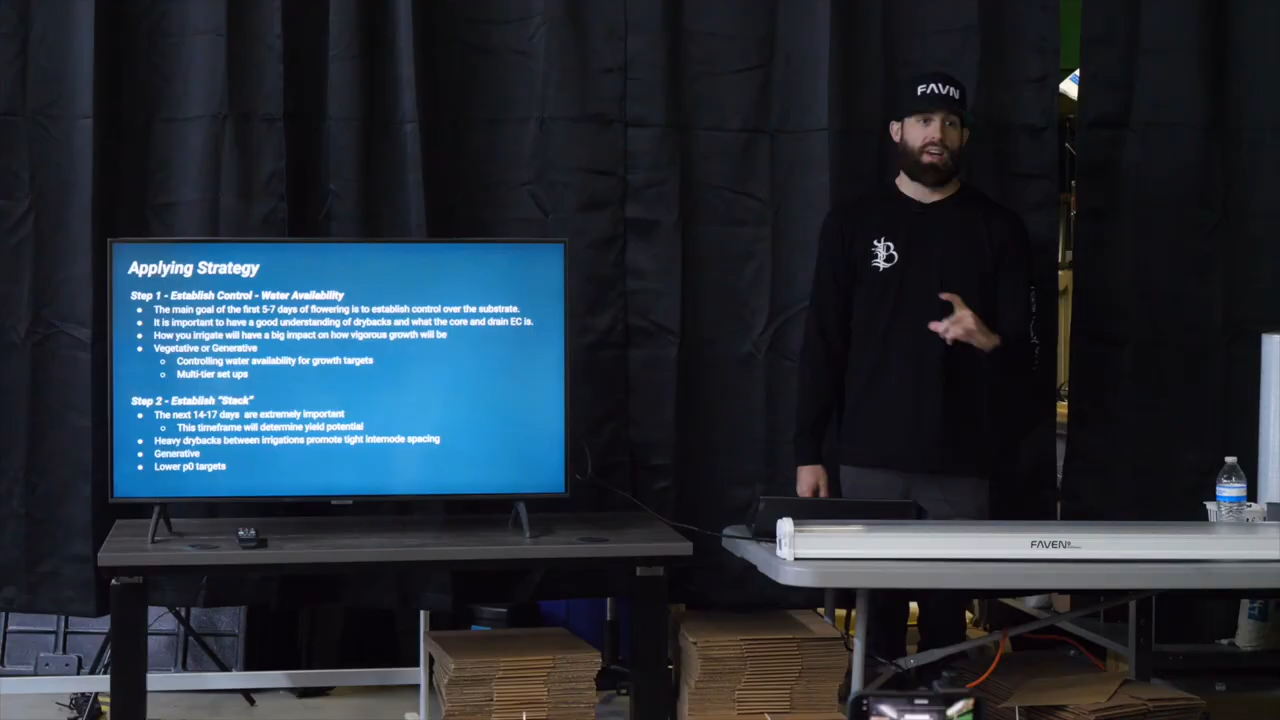 FAVN
B
Applying Strategy
Step 1 - Establish Control - Water Availability
● The main goal of the first 5-7 days of flowering is to establish control over the substrate.
● It is important to have a good understanding of drybacks and what the core and drain EC is.
● How you irrigate will have a big impact on how vigorous growth will be
● Vegetative or Generative
○ Controlling water availability for growth targets
○ Multi-tier set ups
Step 2 - Establish "Stack"
● The next 14-17 days are extremely important
○ This timeframe will determine yield potential
● Heavy drybacks between irrigations promote tight internode spacing
● Generative
● Lower p0 targets
FAVEN